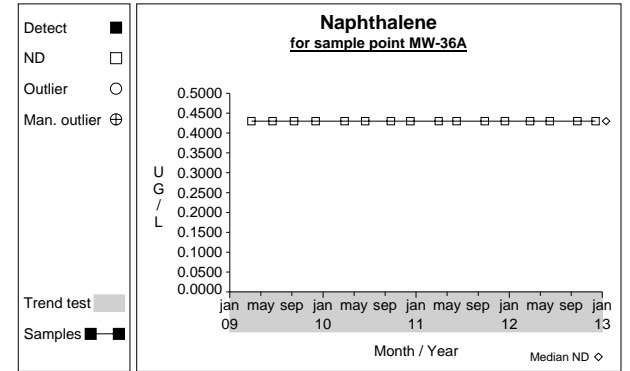 Detect
ND
Outlier
Man. outlier
Trend test
Samples
Naphthalene
for sample point MW-36A
U
G
/
L
0.5000
0.4500
0.4000
0.3500
0.3000
0.2500
0.2000
0.1500
0.1000
0.0500
0.0000
jan may sep jan may sep jan may sep jan may sep jan
09 10 11 12 13
Month / Year
Median ND